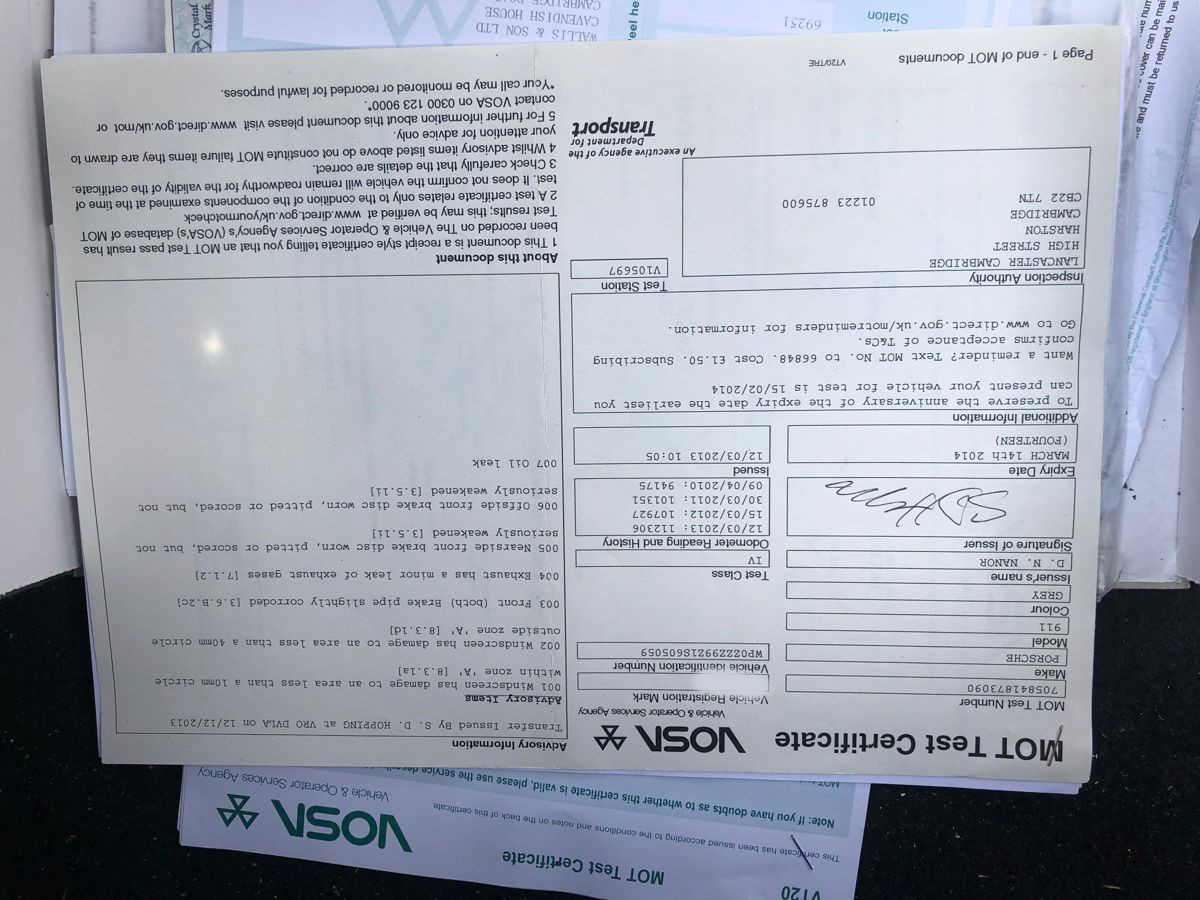 MOT Test Certificate
VOSA
Vehicle & Operator Services Agency
MOT Test Number
705841873090
Make
PORSCHE
Model
911
Colour
GREY
Issuer's name
D. N. NANOR
Signature of Issuer
Expiry Date
MARCH 14th 2014
(FOURTEEN)
Vehicle Registration Mark
Vehicle Identification Number
WP0ZZZ99Z1S605059
Test Class
IV
Odometer Reading and History
12/03/2013: 112306
15/03/2012: 107927
30/03/2011: 101351
09/04/2010: 94175
Issued
12/03/2013 10:05
Additional Information
To preserve the anniversary of the expiry date the earliest you
can present your vehicle for test is 15/02/2014
Want a reminder? Text MOT No. to 66848. Cost £1.50. Subscribing
confirms acceptance of T&Cs.
Go to www.direct.gov.uk/motreminders for information.
Inspection Authority
LANCASTER CAMBRIDGE
HIGH STREET
HARSTON
CAMBRIDGE
CB22 7TN
01223 875600
Test Station
V105697
An executive agency of the
Department for
Transport
Page 1 - end of MOT documents
VT20/TRE
Advisory Information
Transfer Issued By S. D. HOPPING at VRO DVLA on 12/12/2013
Advisory Items
001 Windscreen has damage to an area less than a 10mm circle
within zone 'A' [8.3.1a]
002 Windscreen has damage to an area less than a 40mm circle
outside zone 'A' [8.3.1d]
003 Front (both) Brake pipe slightly corroded [3.6.B.2c]
004 Exhaust has a minor leak of exhaust gases [7.1.2]
005 Nearside front brake disc worn, pitted or scored, but not
seriously weakened [3.5.1i]
006 Offside front brake disc worn, pitted or scored, but not
seriously weakened [3.5.1i]
007 Oil leak
About this document
1 This document is a receipt style certificate telling you that an MOT Test pass result has
been recorded on The Vehicle & Operator Services Agency's (VOSA's) database of MOT
Test results; this may be verified at www.direct.gov.uk/yourmotcheck
2 A test certificate relates only to the condition of the components examined at the time of
test. It does not confirm the vehicle will remain roadworthy for the validity of the certificate.
3 Check carefully that the details are correct.
4 Whilst advisory items listed above do not constitute MOT failure items they are drawn to
your attention for advice only.
5 For further information about this document please visit www.direct.gov.uk/mot or
contact VOSA on 0300 123 9000*.
*Your call may be monitored or recorded for lawful purposes.
VT20
MOT Test Certificate
VOSA
Vehicle & Operator Services Agency
This certificate has been issued according to the conditions and notes on the back of this certificate.
Note: If you have doubts as to whether this certificate is valid, please use the service
Station
69251
WALLIS & SON LTD
CAVENDISH HOUSE
feel
Crystal
Mark
cover can be
e and must be returned to us